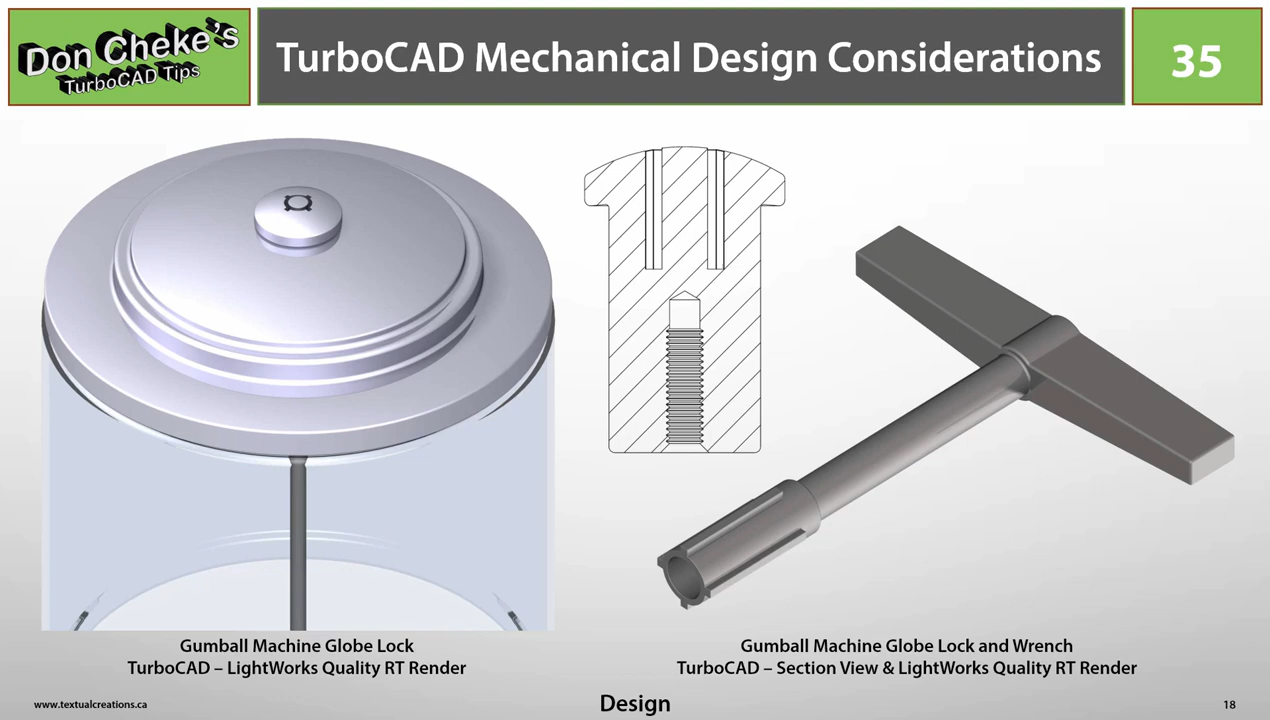 Don Cheke's
TurboCAD Tips
TurboCAD Mechanical Design Considerations
35
Gumball Machine Globe Lock
TurboCAD – LightWorks Quality RT Render
Gumball Machine Globe Lock and Wrench
TurboCAD – Section View & LightWorks Quality RT Render
www.textualcreations.ca
Design
18